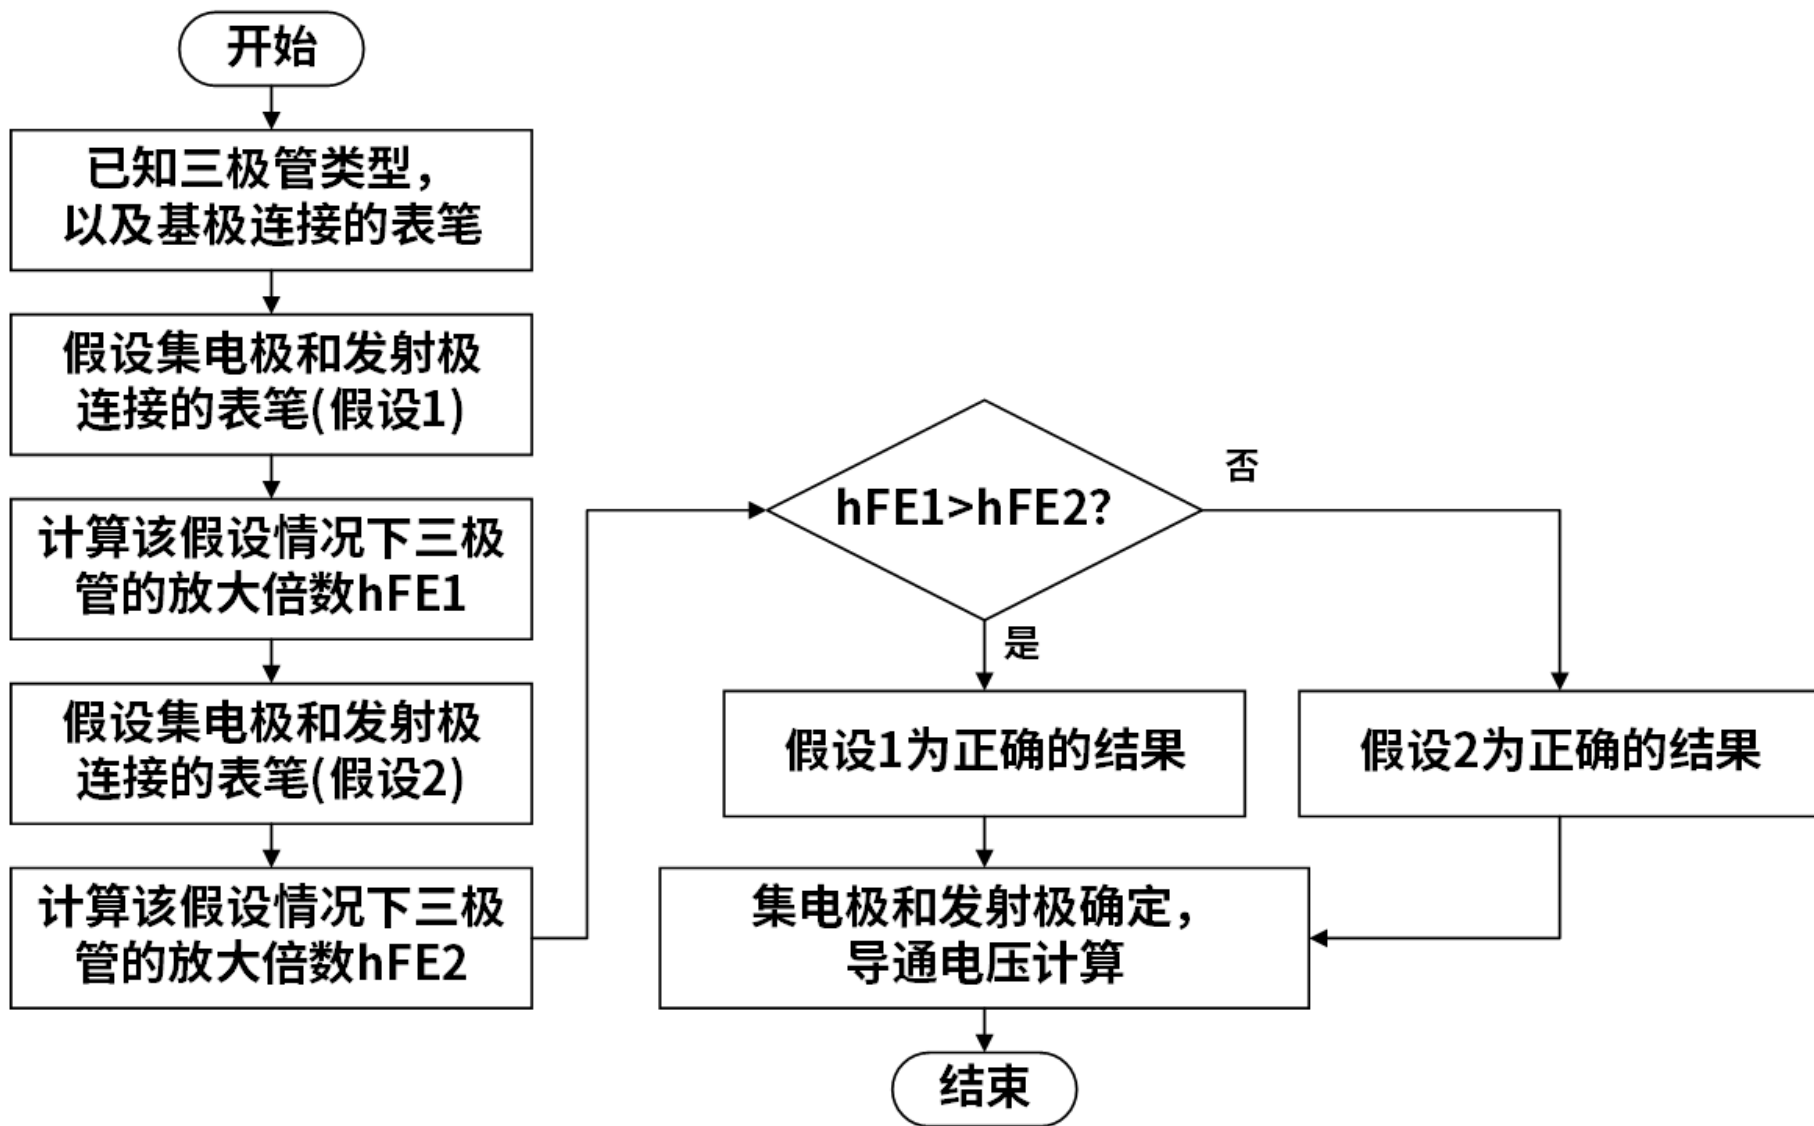 开始
已知三极管类型，
以及基极连接的表笔
假设集电极和发射极
连接的表笔(假设1)
计算该假设情况下三极
管的放大倍数hFE1
假设集电极和发射极
连接的表笔(假设2)
计算该假设情况下三极
管的放大倍数hFE2
hFE1>hFE2?
否
是
假设1为正确的结果
假设2为正确的结果
集电极和发射极确定，
导通电压计算
结束